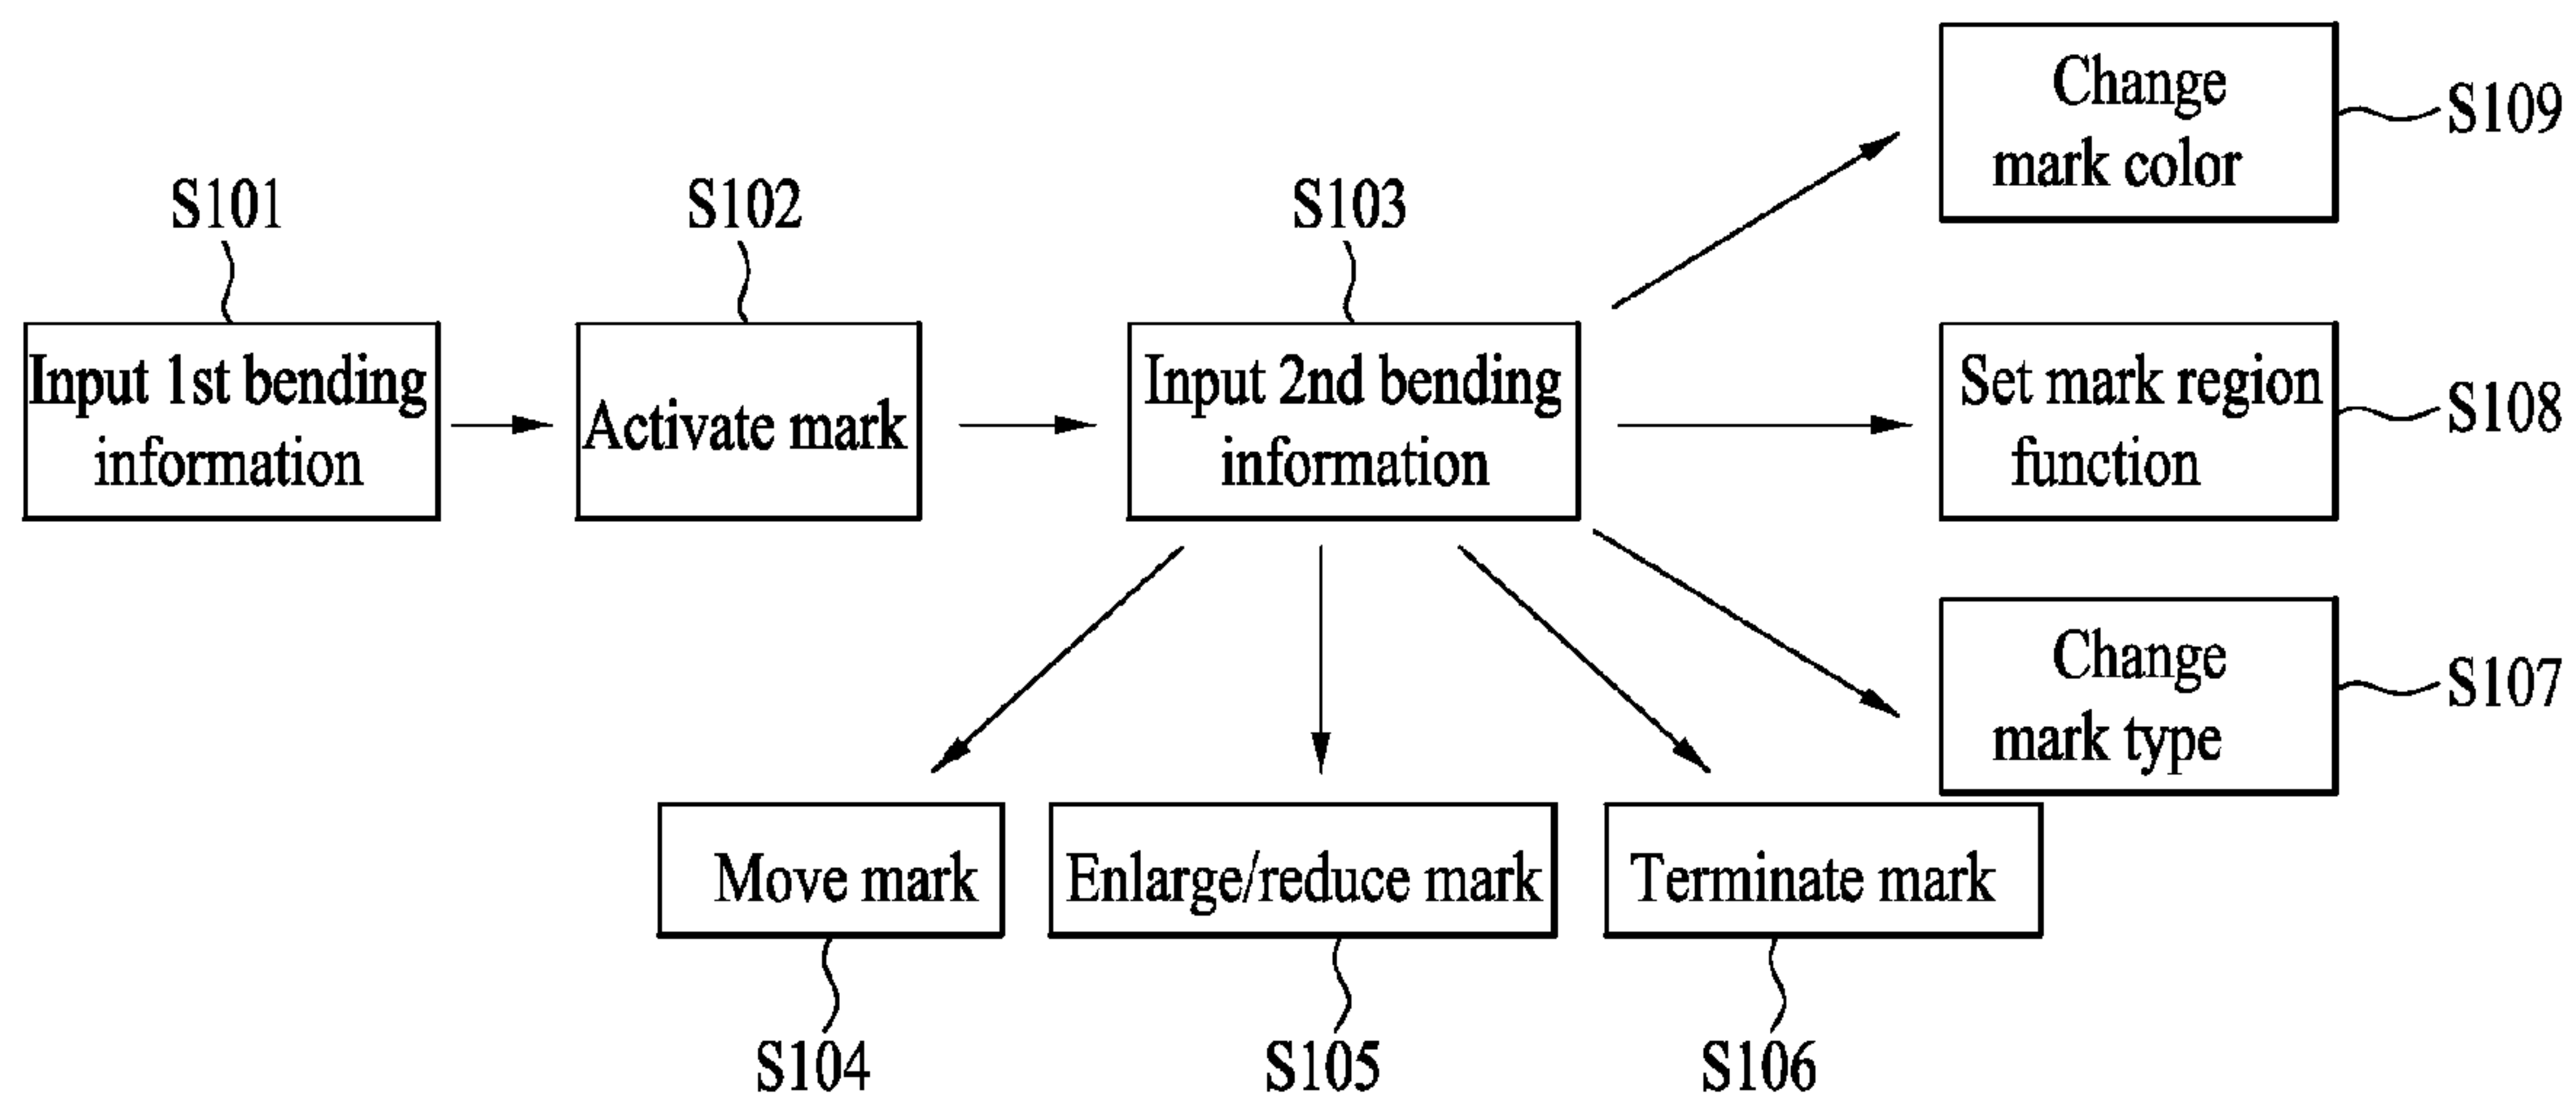 Change
mark color
S109
S101
S102
S103
Input 1st bending
information
Activate mark
Input 2nd bending
information
Set mark region
function
S108
Change
mark type
S107
Move mark
Enlarge/reduce mark
Terminate mark
S104
S105
S106